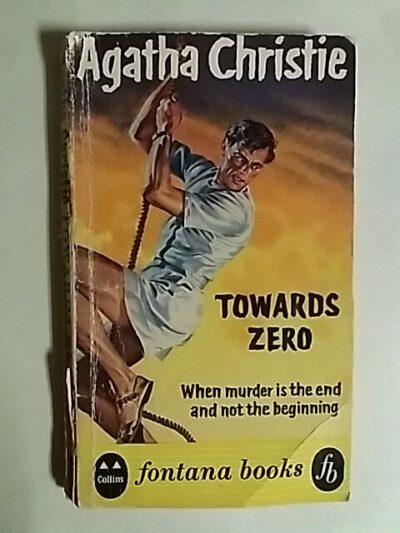 Agatha Christie
TOWARDS
ZERO
When murder is the end
and not the beginning
Collins
fontana books
fb